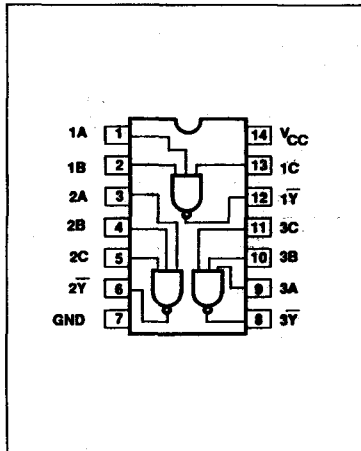 1A 1 14 VCC
1B 2 13 1C
2A 3 12 1Y̅
2B 4 11 3C
2C 5 10 3B
2Y̅ 6 9 3A
GND 7 8 3Y̅